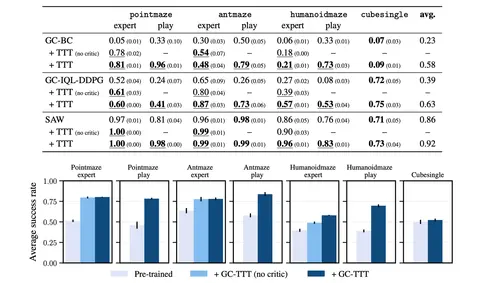 pointmaze antmaze humanoidmaze cubesingle avg.
expert play expert play expert play
GC-BC 0.05 (0.01) 0.33 (0.10) 0.30 (0.03) 0.50 (0.05) 0.06 (0.01) 0.33 (0.01) 0.07 (0.03) 0.23
+ TTT (no critic) 0.78 (0.02) – 0.54 (0.07) – 0.18 (0.00) – –
+ TTT 0.81 (0.01) 0.96 (0.01) 0.48 (0.04) 0.79 (0.05) 0.21 (0.01) 0.73 (0.03) 0.09 (0.01) 0.58
GC-IQL-DDPG 0.52 (0.04) 0.24 (0.07) 0.65 (0.09) 0.26 (0.05) 0.27 (0.02) 0.08 (0.03) 0.72 (0.05) 0.39
+ TTT (no critic) 0.61 (0.03) – 0.80 (0.04) – 0.39 (0.03) – –
+ TTT 0.60 (0.00) 0.41 (0.03) 0.87 (0.03) 0.73 (0.06) 0.57 (0.01) 0.53 (0.04) 0.75 (0.03) 0.63
SAW 0.97 (0.01) 0.81 (0.04) 0.96 (0.01) 0.98 (0.01) 0.86 (0.05) 0.76 (0.04) 0.71 (0.05) 0.86
+ TTT (no critic) 1.00 (0.00) – 0.99 (0.01) – 0.90 (0.03) – –
+ TTT 1.00 (0.00) 0.98 (0.00) 0.99 (0.01) 0.99 (0.01) 0.96 (0.01) 0.83 (0.01) 0.73 (0.04) 0.92
Pointmaze Pointmaze Antmaze Antmaze Humanoidmaze Humanoidmaze Cubesingle
expert play expert play expert play
Average success rate
1.00
0.75
0.50
0.25
0.00
Pre-trained + GC-TTT (no critic) + GC-TTT